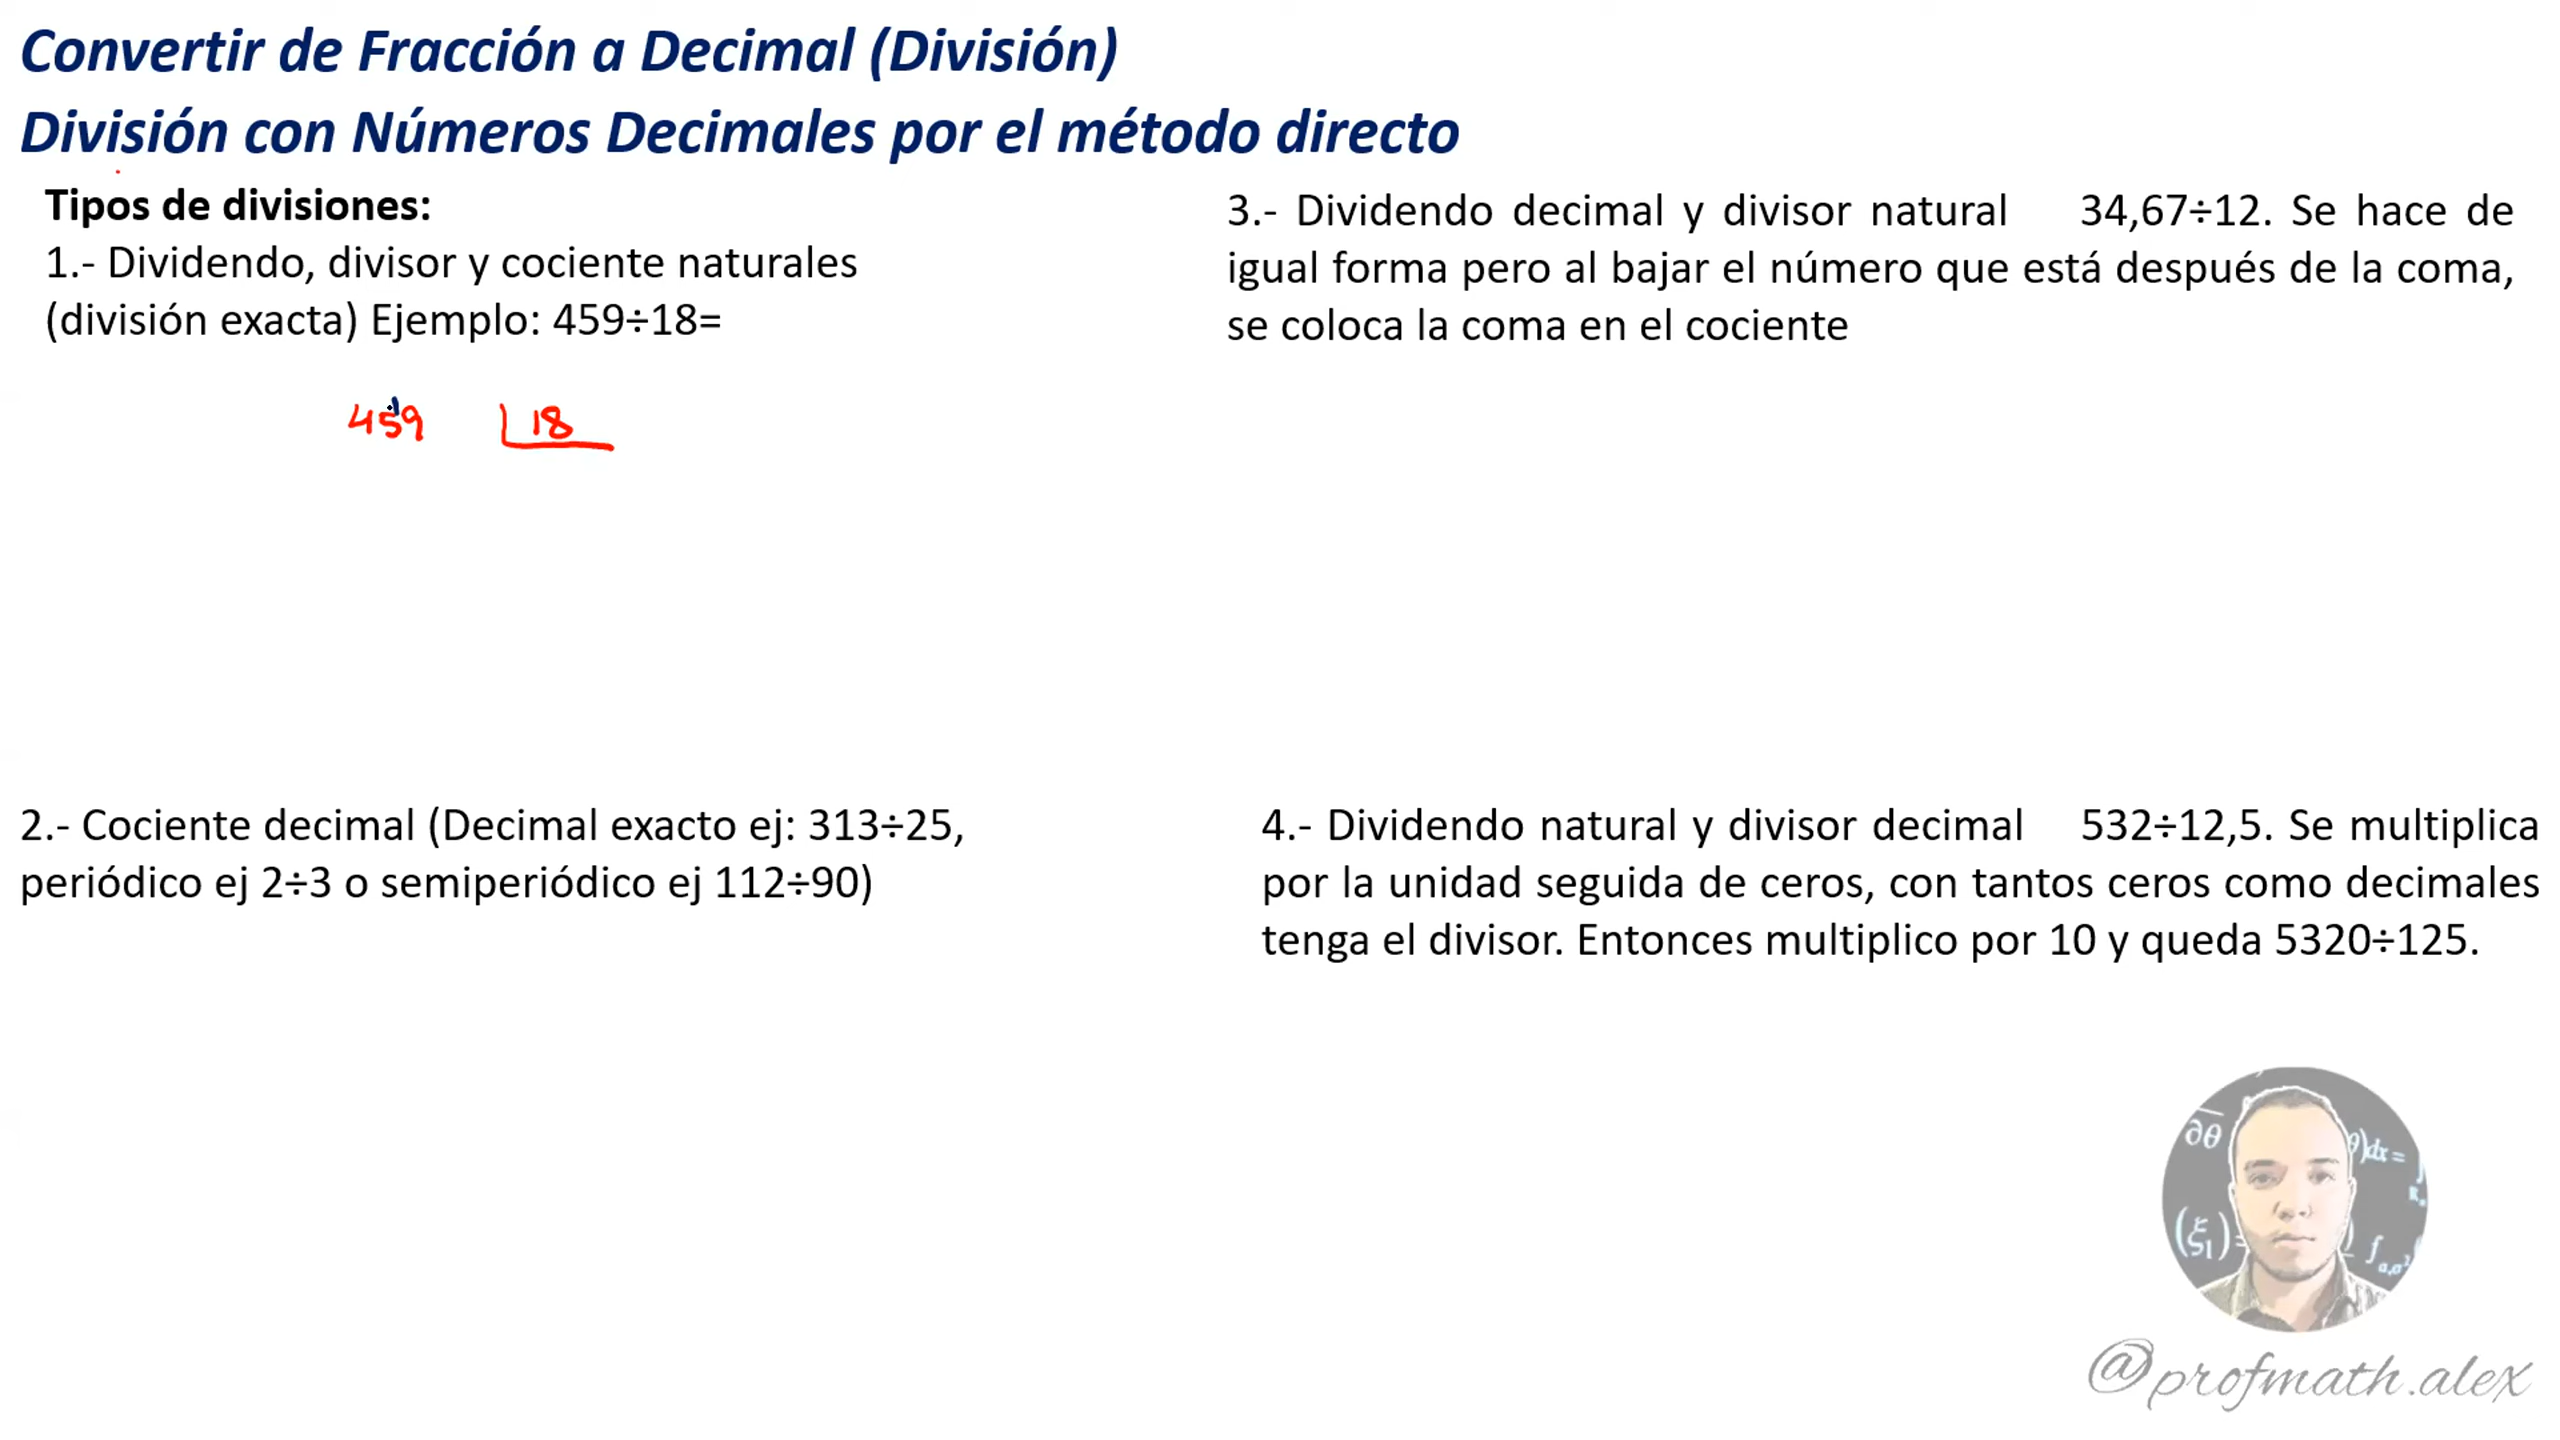 Convertir de Fracción a Decimal (División)
División con Números Decimales por el método directo
Tipos de divisiones:
1.- Dividendo, divisor y cociente naturales
(división exacta) Ejemplo: 459÷18=
459 18
2.- Cociente decimal (Decimal exacto ej: 313÷25,
periódico ej 2÷3 o semiperiódico ej 112÷90)
3.- Dividendo decimal y divisor natural 34,67÷12. Se hace de
igual forma pero al bajar el número que está después de la coma,
se coloca la coma en el cociente
4.- Dividendo natural y divisor decimal 532÷12,5. Se multiplica
por la unidad seguida de ceros, con tantos ceros como decimales
tenga el divisor. Entonces multiplico por 10 y queda 5320÷125.
@profmath.alex